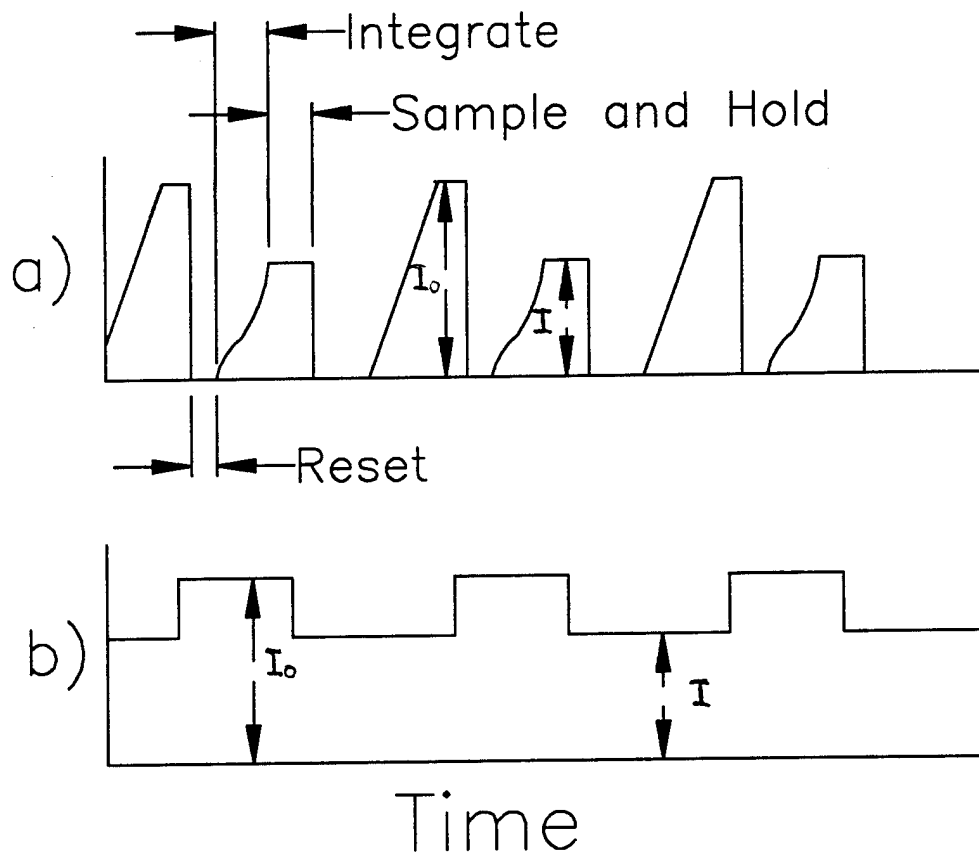 Integrate
Sample and Hold
a)
I₀
I
Reset
b)
I₀
I
Time